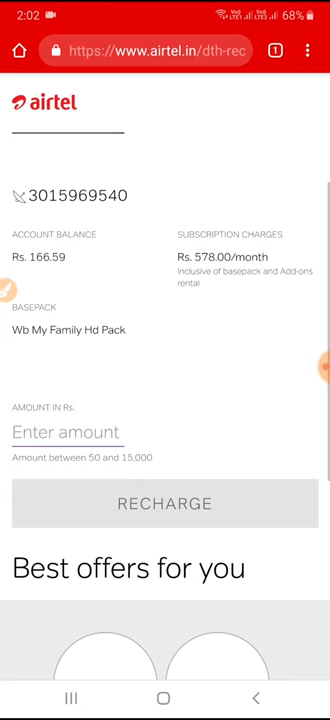 2:02
68%
https://www.airtel.in/dth-rec
1
airtel
3015969540
ACCOUNT BALANCE
SUBSCRIPTION CHARGES
Rs. 166.59
Rs. 578.00/month
Inclusive of basepack and Add-ons
rental
BASEPACK
Wb My Family Hd Pack
AMOUNT IN Rs.
Enter amount
Amount between 50 and 15,000
RECHARGE
Best offers for you